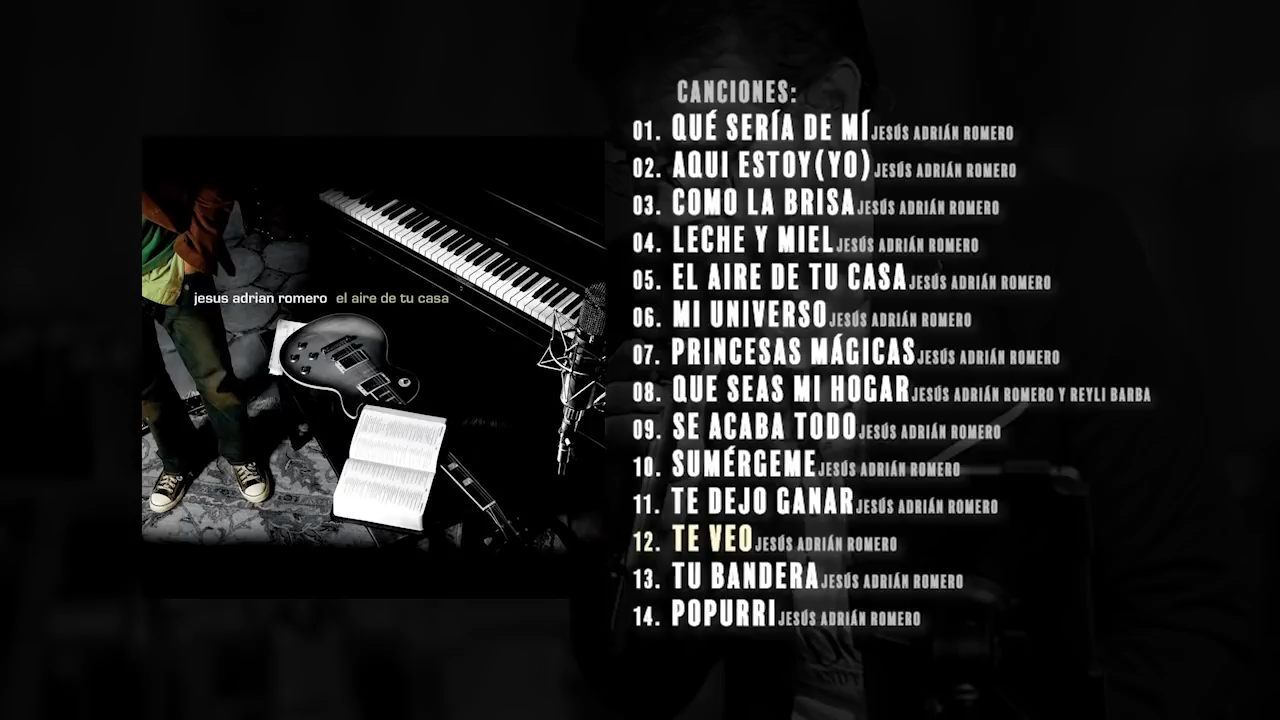 jesus adrian romero el aire de tu casa
CANCIONES:
01. QUÉ SERÍA DE MÍ JESÚS ADRIÁN ROMERO
02. AQUI ESTOY(YO) JESÚS ADRIÁN ROMERO
03. COMO LA BRISA JESÚS ADRIÁN ROMERO
04. LECHE Y MIEL JESÚS ADRIÁN ROMERO
05. EL AIRE DE TU CASA JESÚS ADRIÁN ROMERO
06. MI UNIVERSO JESÚS ADRIÁN ROMERO
07. PRINCESAS MÁGICAS JESÚS ADRIÁN ROMERO
08. QUE SEAS MI HOGAR JESÚS ADRIÁN ROMERO Y REYLI BARBA
09. SE ACABA TODO JESÚS ADRIÁN ROMERO
10. SUMÉRGEME JESÚS ADRIÁN ROMERO
11. TE DEJO GANAR JESÚS ADRIÁN ROMERO
12. TE VEO JESÚS ADRIÁN ROMERO
13. TU BANDERA JESÚS ADRIÁN ROMERO
14. POPURRI JESÚS ADRIÁN ROMERO